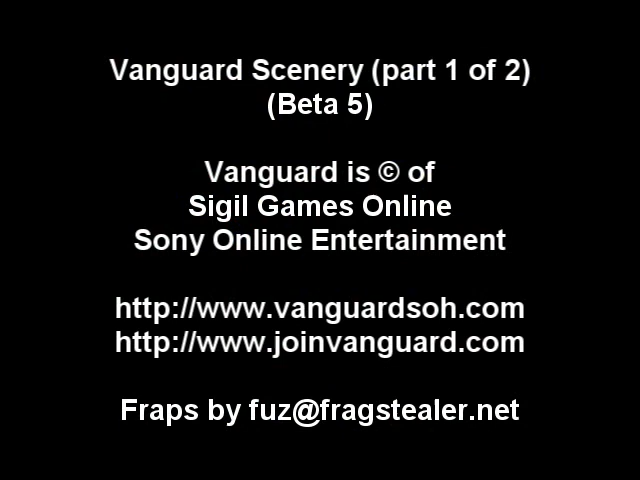 Vanguard Scenery (part 1 of 2)
(Beta 5)
Vanguard is © of
Sigil Games Online
Sony Online Entertainment
http://www.vanguardsoh.com
http://www.joinvanguard.com
Fraps by fuz@fragstealer.net